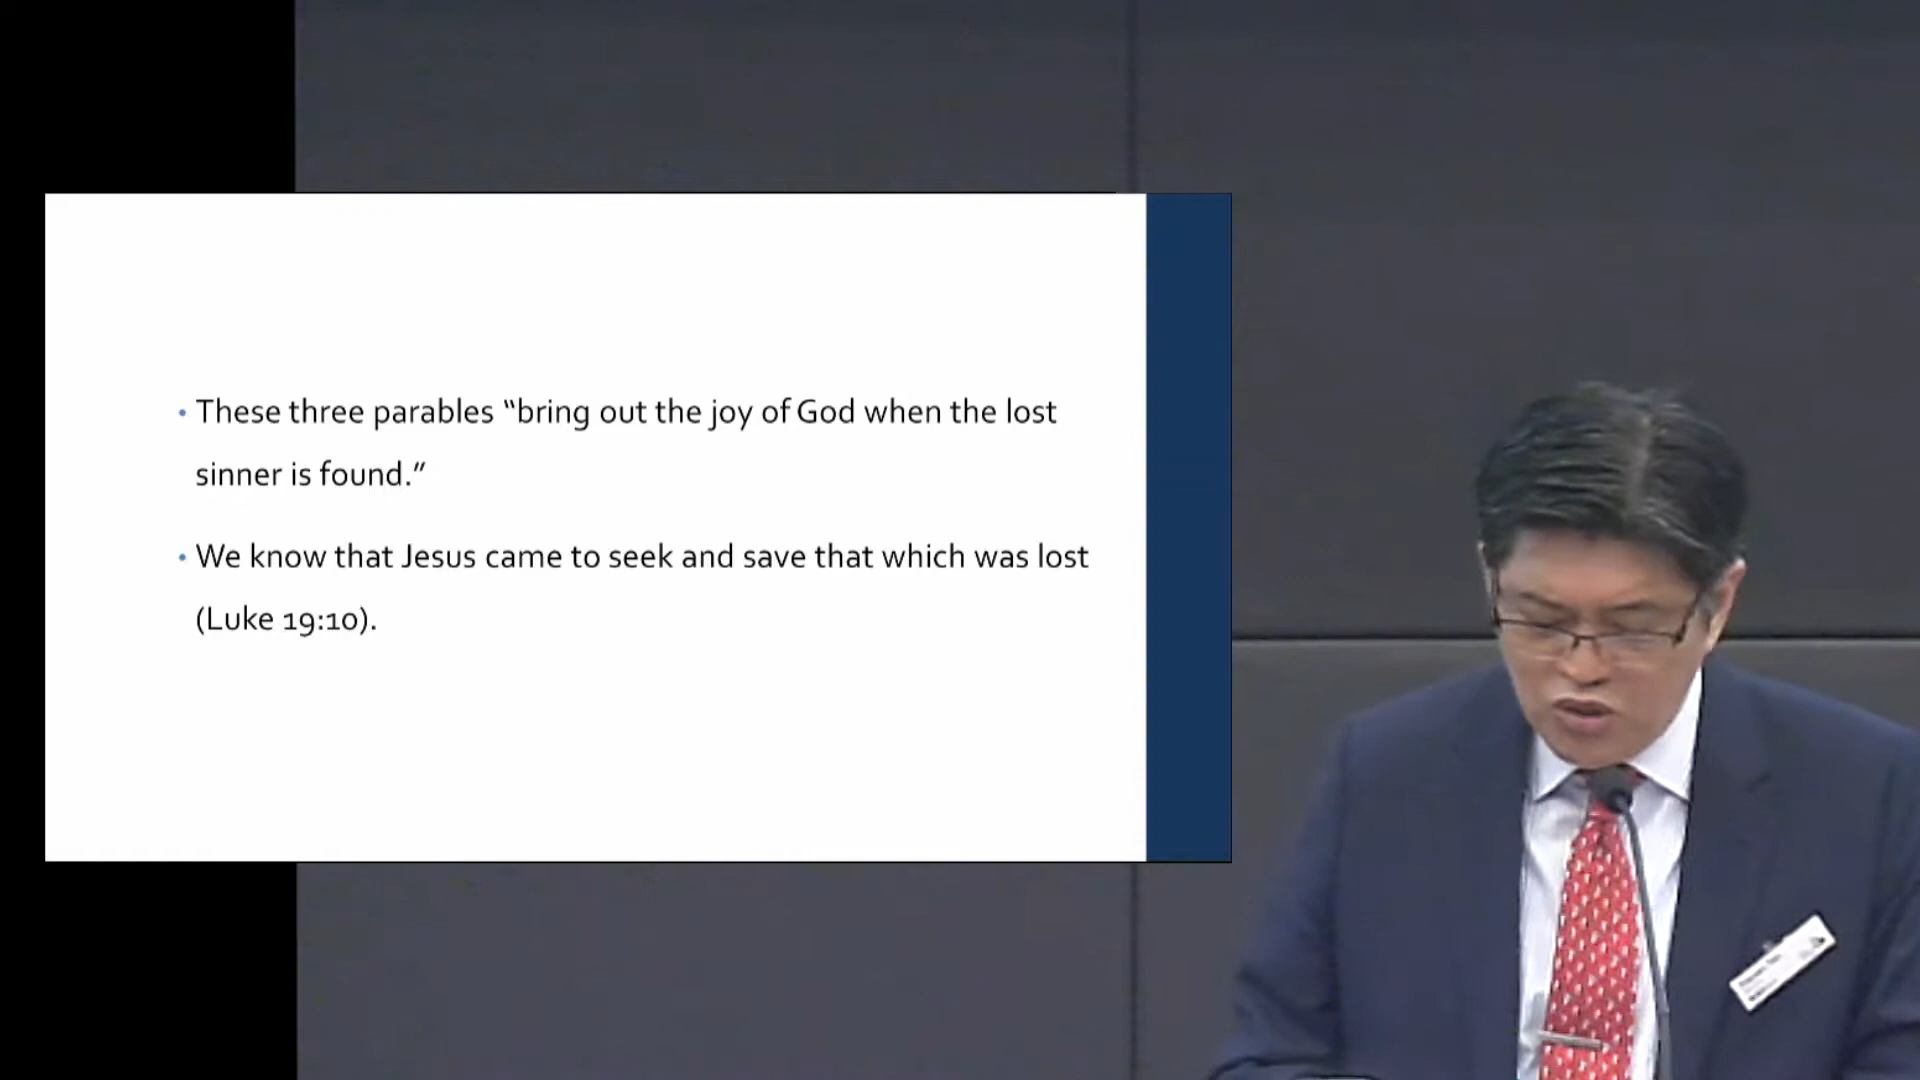 • These three parables “bring out the joy of God when the lost
sinner is found.”
• We know that Jesus came to seek and save that which was lost
(Luke 19:10).